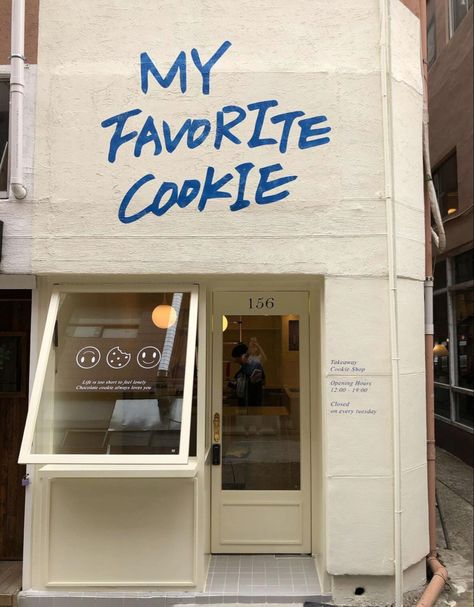 MY
FAVORITE
COOKIE
156
Life is too short to feel lonely
Chocolate cookie always loves you
Takeaway
Cookie Shop
Opening Hours
12:00 - 19:00
Closed
on every tuesday